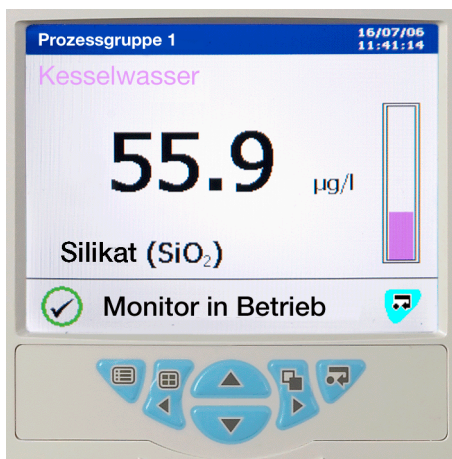 Prozessgruppe 1
16/07/06
11:41:14
Kesselwasser
55.9
µg/l
Silikat (SiO₂)
Monitor in Betrieb